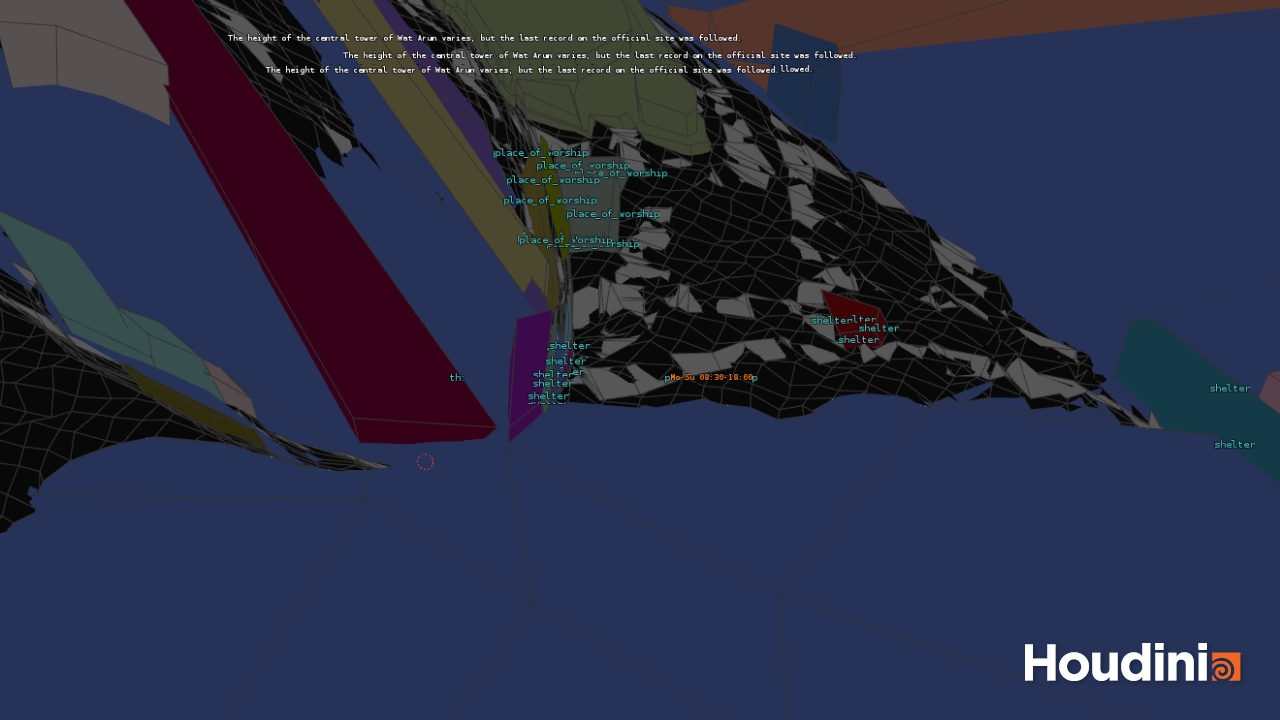 The height of the central tower of Wat Arun varies, but the last record on the official site was followed.
The height of the central tower of Wat Arun varies, but the last record on the official site was followed.
The height of the central tower of Wat Arun varies, but the last record on the official site was followed.
llowed.
place_of_worship
place_of_worship
place_of_worship
place_of_worship
place_of_worship
place_of_worship
shelter
shelter
shelter
shelter
th:
shelter
shelter
shelter
shelter
Mo-Su 08:30-18:00
shelter
shelter
Houdini